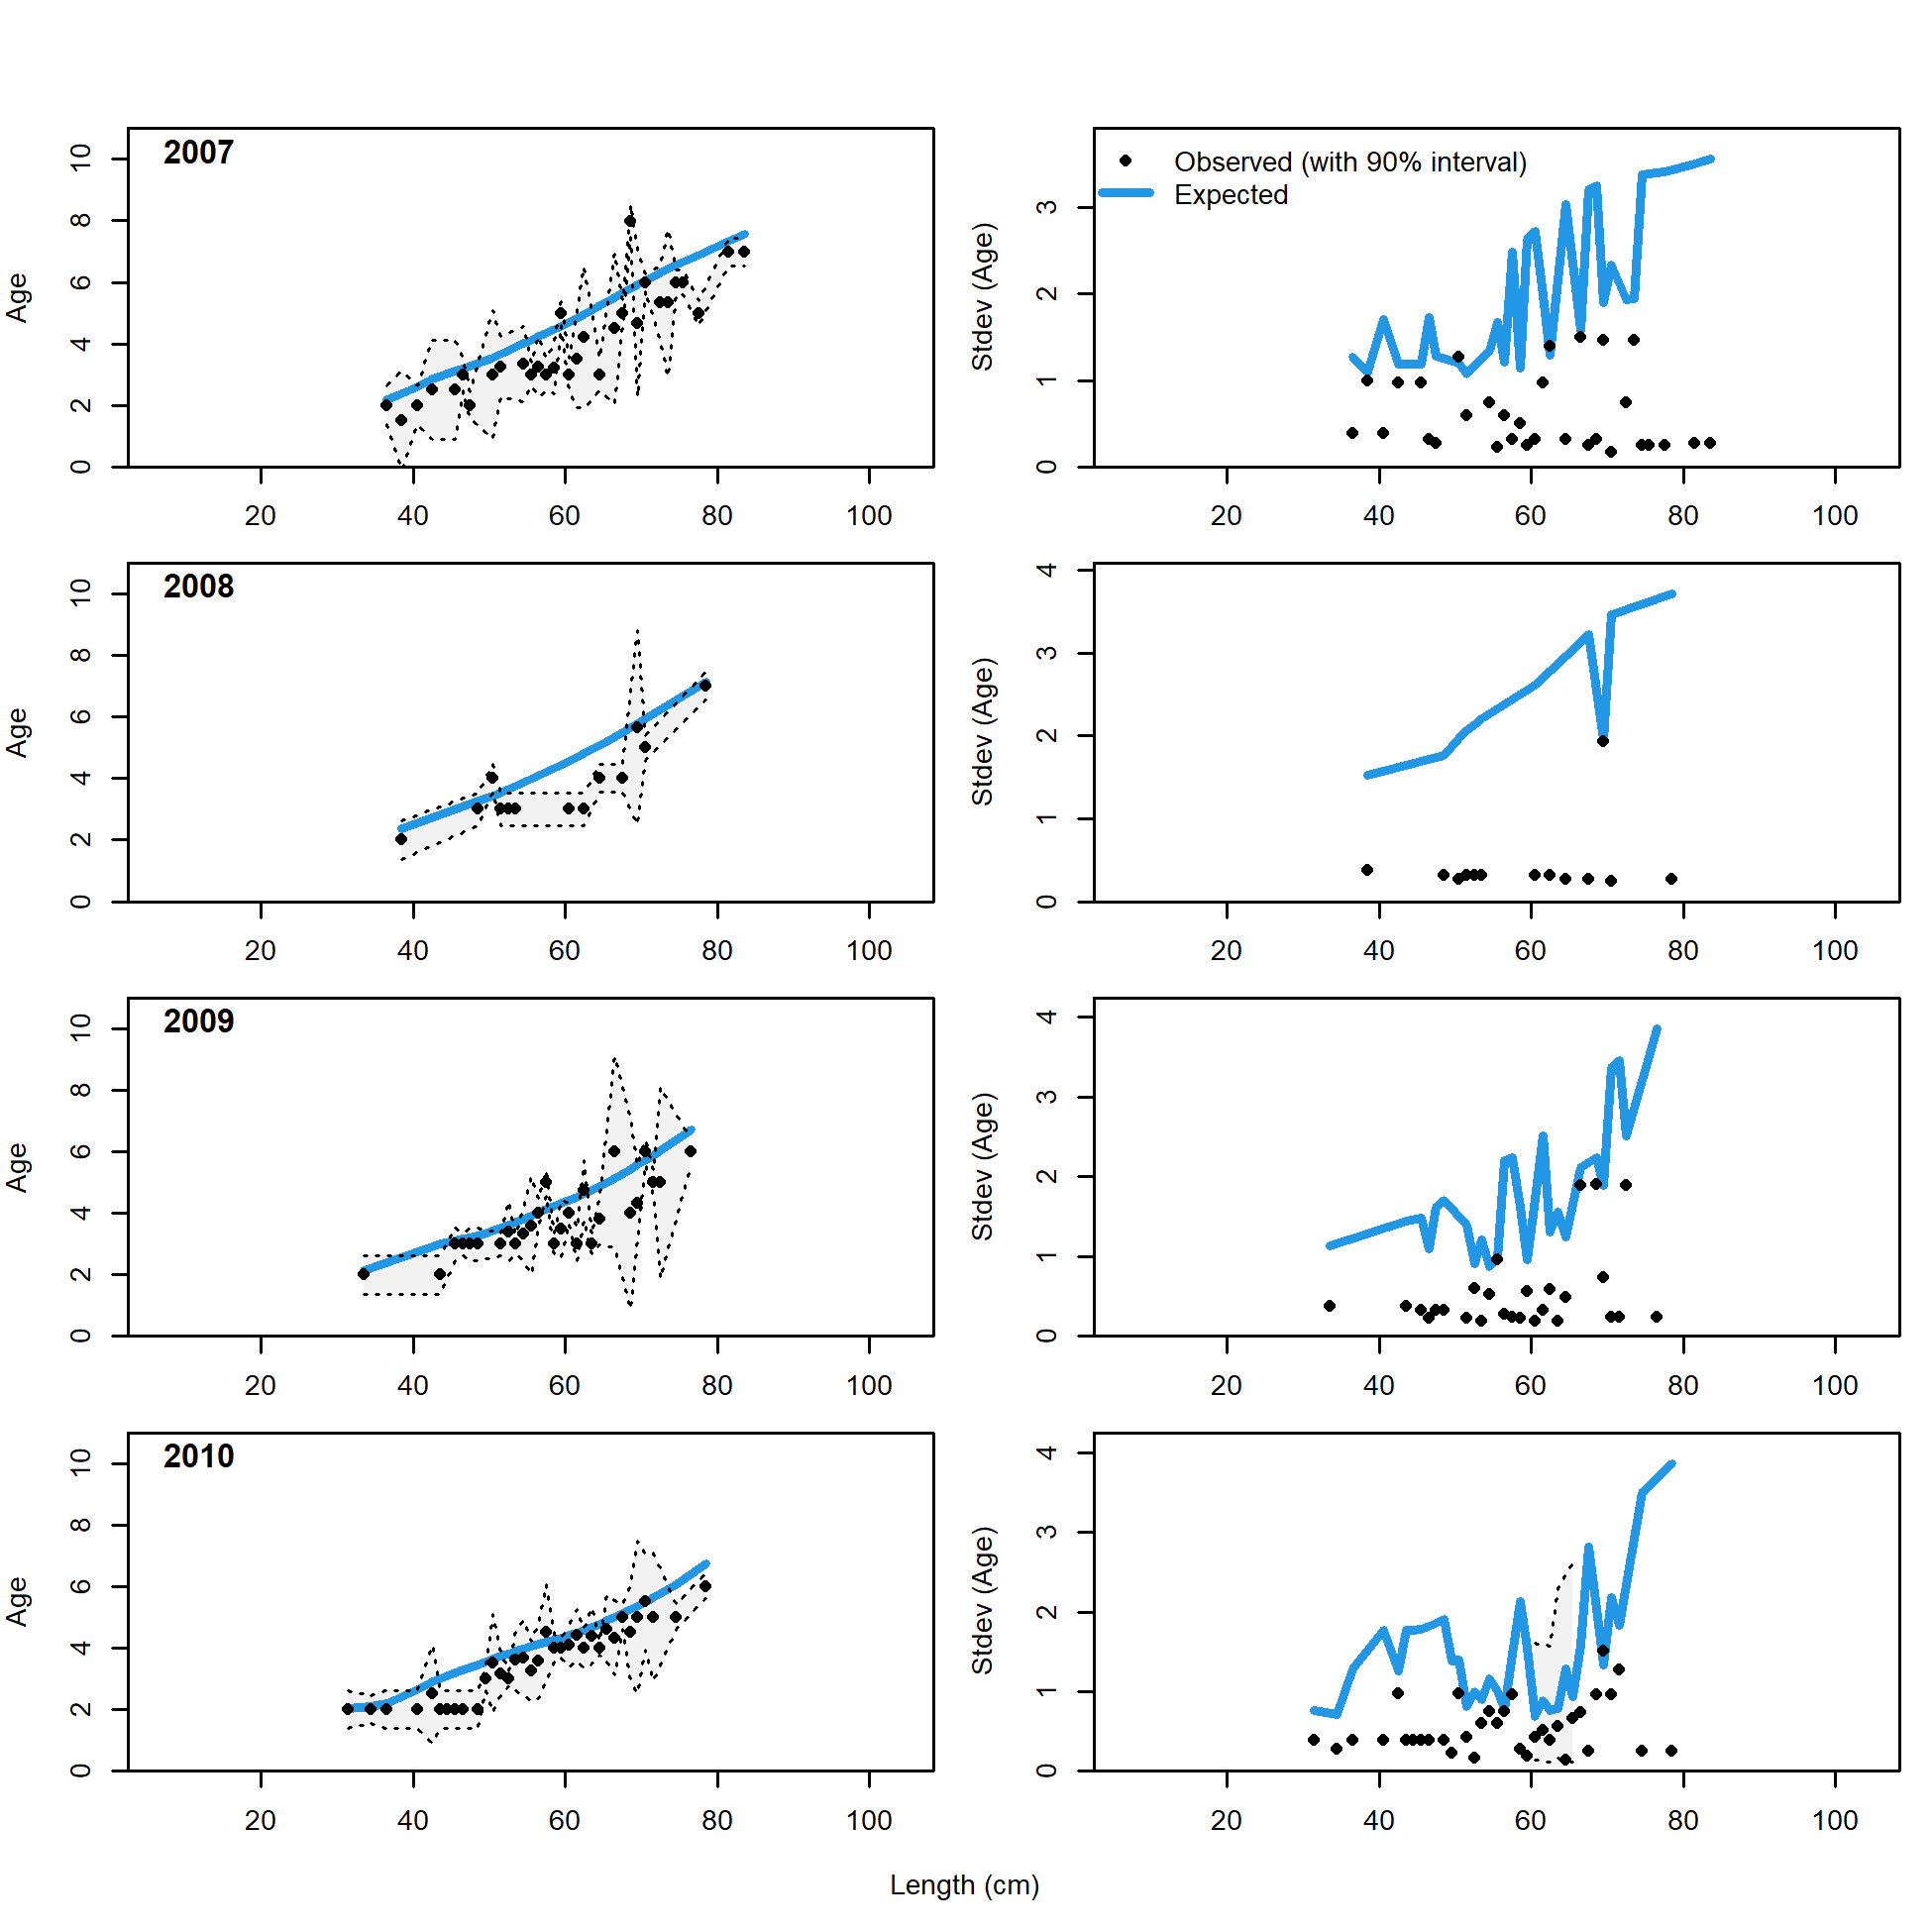 2007
Age
0 2 4 6 8 10
20 40 60 80 100
Observed (with 90% interval)
Expected
Stdev (Age)
0 1 2 3
20 40 60 80 100
2008
Age
0 2 4 6 8 10
20 40 60 80 100
Stdev (Age)
0 1 2 3 4
20 40 60 80 100
2009
Age
0 2 4 6 8 10
20 40 60 80 100
Stdev (Age)
0 1 2 3 4
20 40 60 80 100
2010
Age
0 2 4 6 8 10
20 40 60 80 100
Stdev (Age)
0 1 2 3 4
20 40 60 80 100
Length (cm)